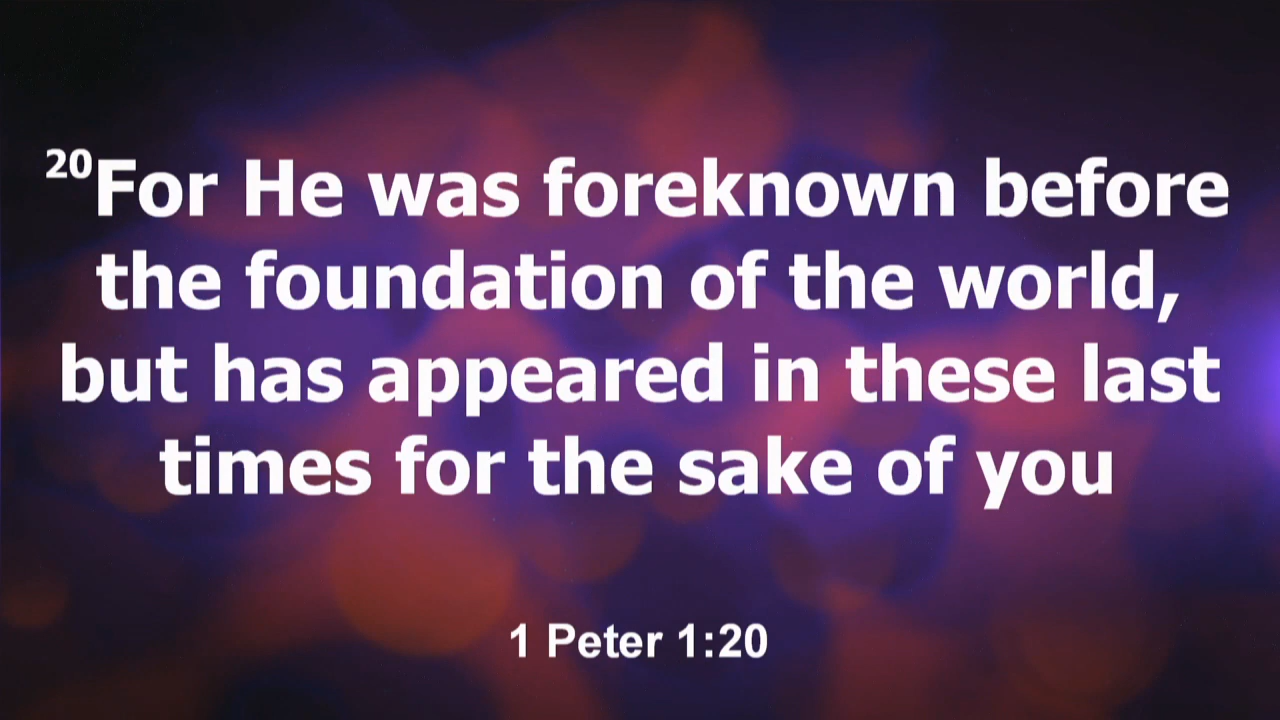 20For He was foreknown before
the foundation of the world,
but has appeared in these last
times for the sake of you
1 Peter 1:20